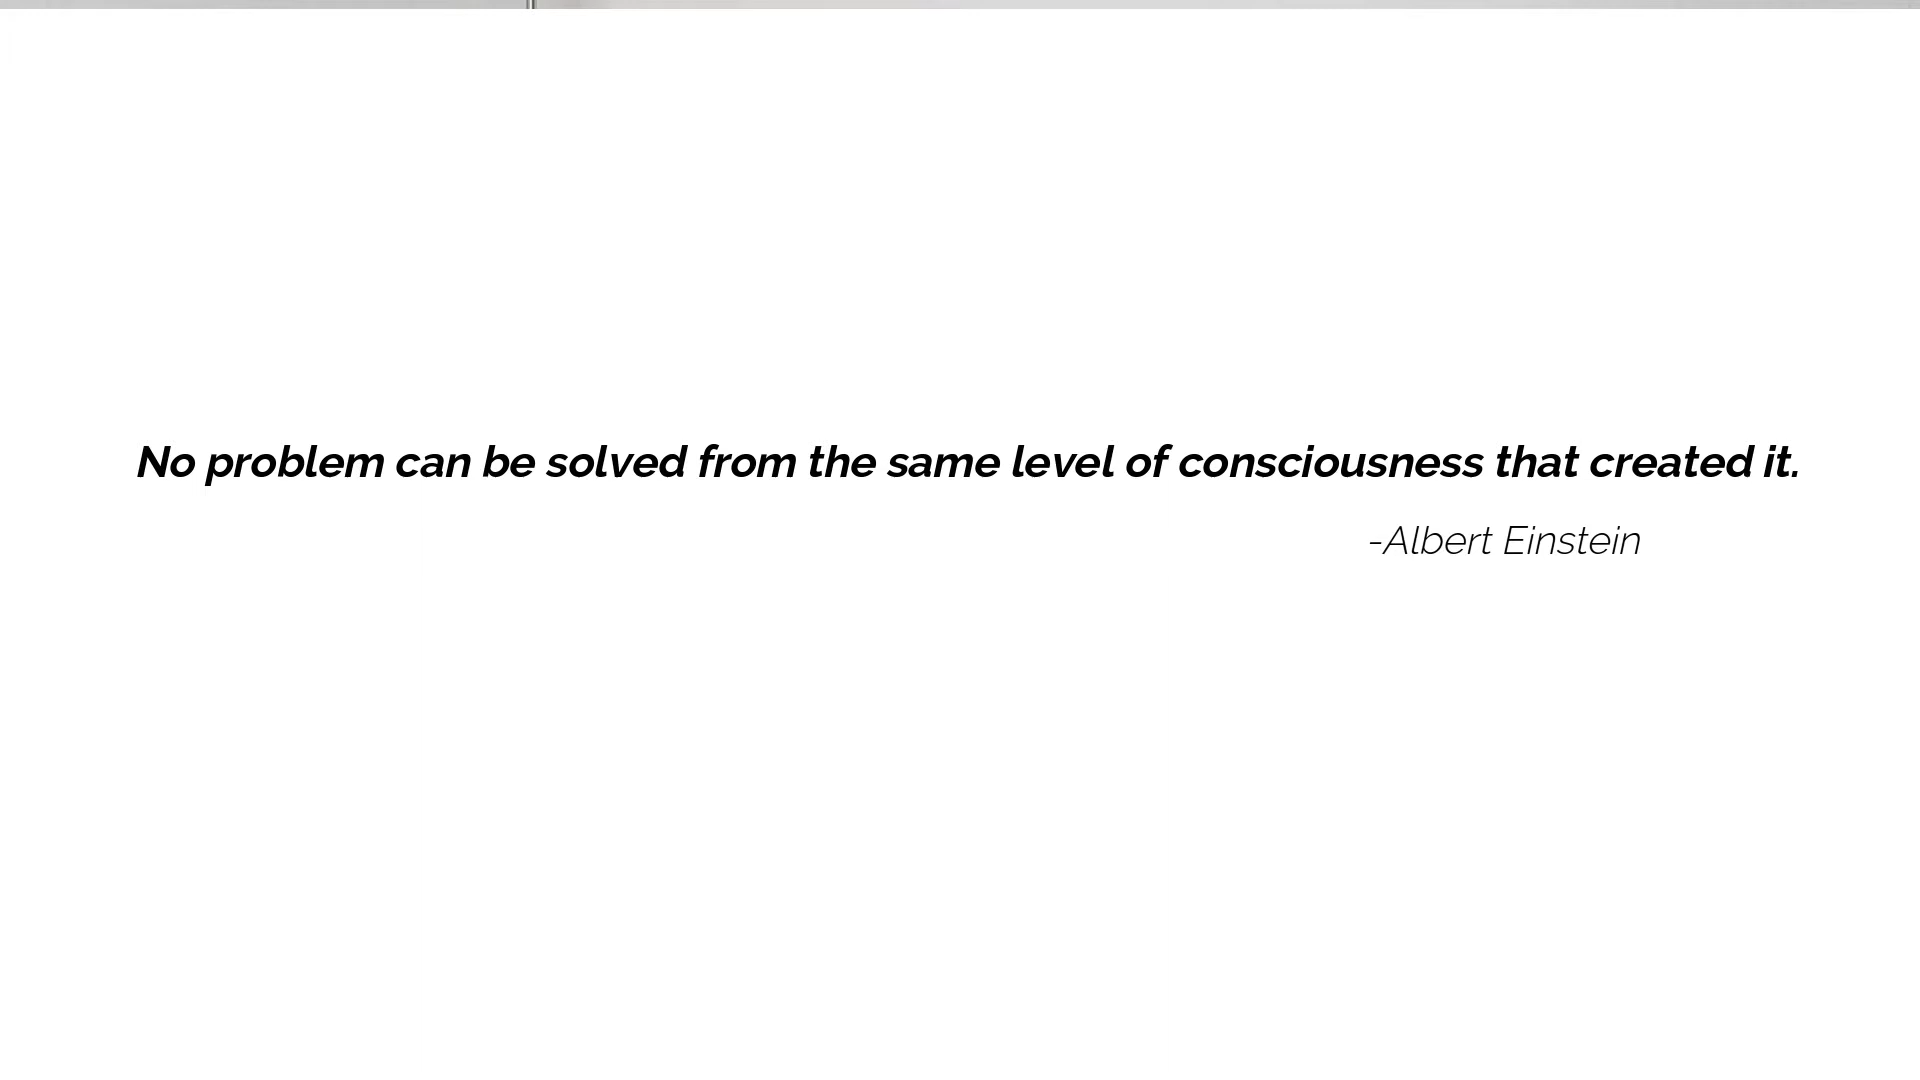 No problem can be solved from the same level of consciousness that created it.
-Albert Einstein